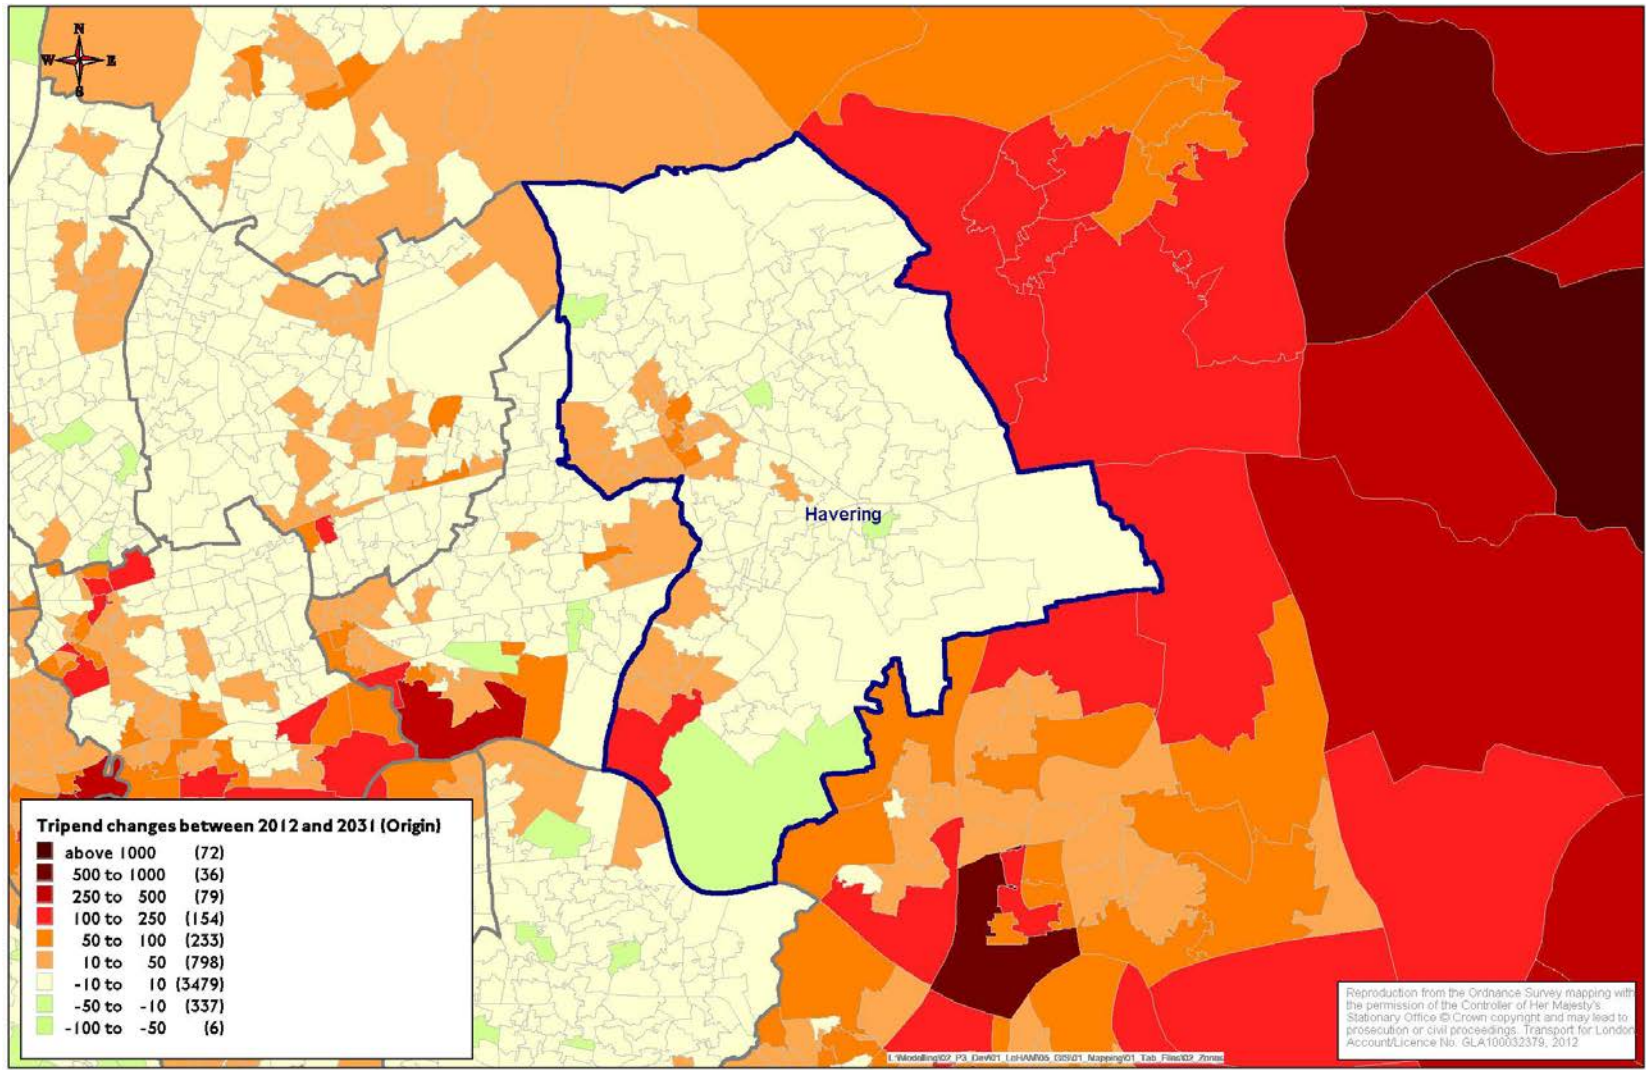 N
W E
S
Havering
Tripend changes between 2012 and 2031 (Origin)
above 1000 (72)
500 to 1000 (36)
250 to 500 (79)
100 to 250 (154)
50 to 100 (233)
10 to 50 (798)
-10 to 10 (3479)
-50 to -10 (337)
-100 to -50 (6)
Reproduction from the Ordnance Survey mapping with
the permission of the Controller of Her Majesty's
Stationary Office © Crown copyright and may lead to
prosecution or civil proceedings. Transport for London
Account/Licence No. GLA100032379, 2012